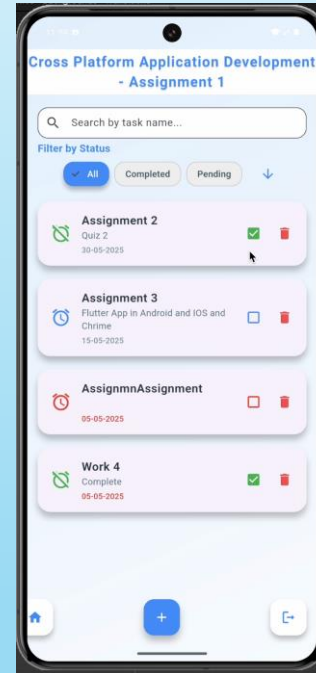 Cross Platform Application Development
- Assignment 1
Search by task name...
Filter by Status
All Completed Pending
Assignment 2
Quiz 2
30-05-2025
Assignment 3
Flutter App in Android and IOS and
Chrime
15-05-2025
AssignmnAssignment
05-05-2025
Work 4
Complete
05-05-2025